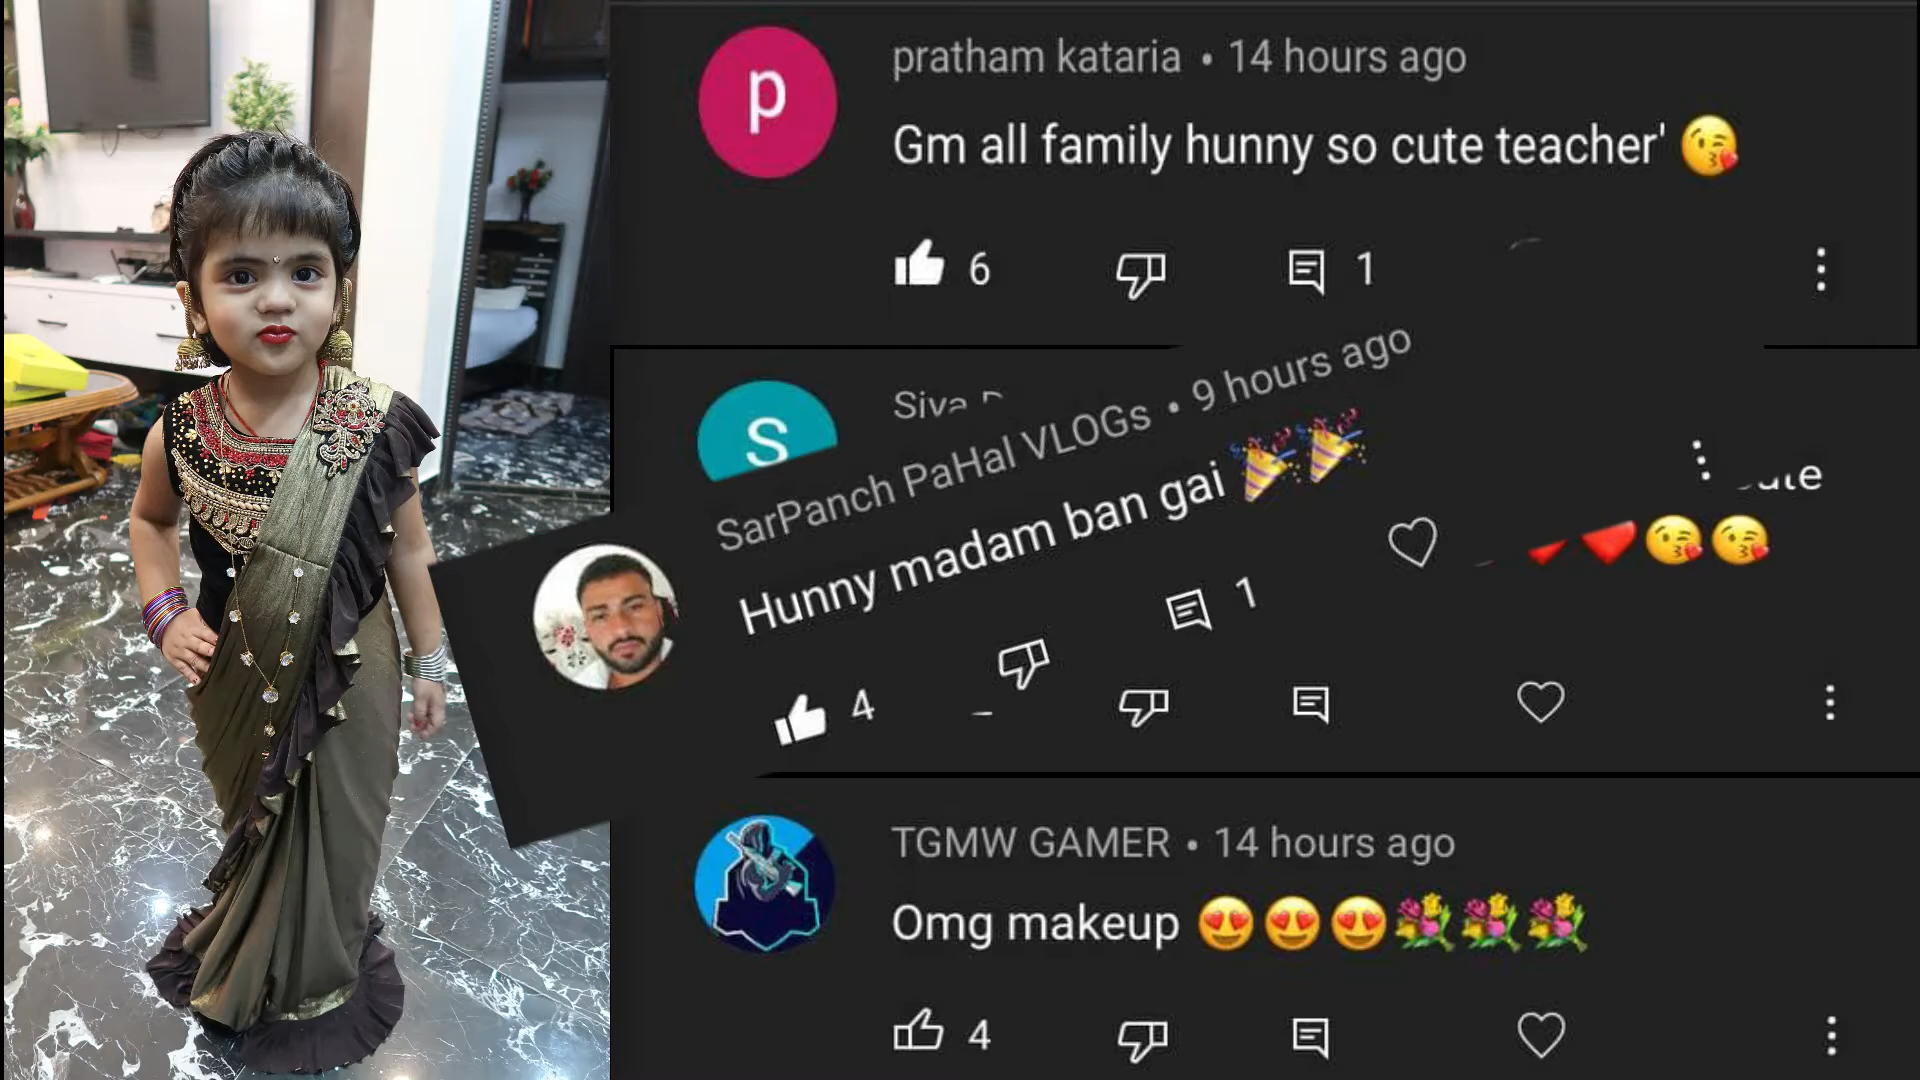 p
pratham kataria • 14 hours ago
Gm all family hunny so cute teacher' 😘
6
1
S
Siva
SarPanch PaHal VLOGs • 9 hours ago
Hunny madam ban gai 🎉🎉
😘😘
4
1
TGMW GAMER • 14 hours ago
Omg makeup 😍😍😍💐💐💐
4